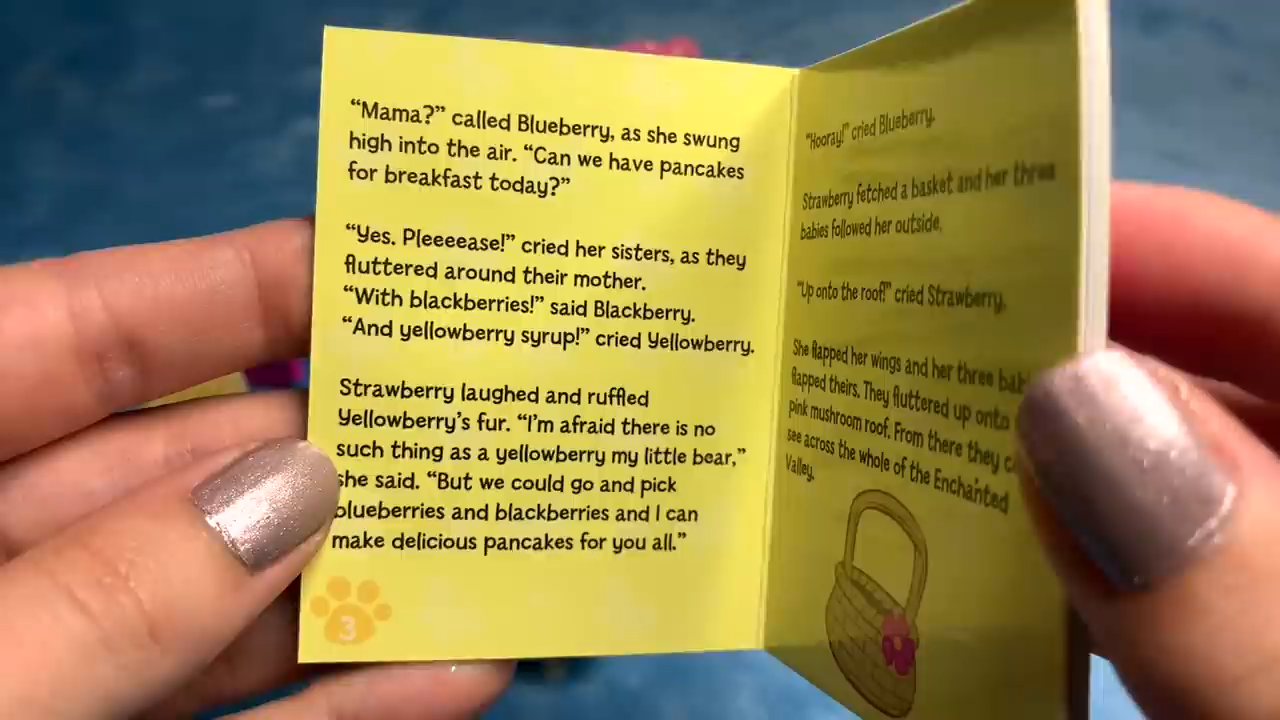 “Mama?” called Blueberry, as she swung
high into the air. “Can we have pancakes
for breakfast today?”
“Yes. Pleeeease!” cried her sisters, as they
fluttered around their mother.
“With blackberries!” said Blackberry.
“And yellowberry syrup!” cried Yellowberry.
Strawberry laughed and ruffled
Yellowberry’s fur. “I’m afraid there is no
such thing as a yellowberry my little bear,”
she said. “But we could go and pick
blueberries and blackberries and I can
make delicious pancakes for you all.”
3
“Hooray!” cried Blueberry.
Strawberry fetched a basket and her three
babies followed her outside.
“Up onto the roof!” cried Strawberry.
She flapped her wings and her three
flapped theirs. They fluttered up onto
pink mushroom roof. From there they
see across the whole of the Enchanted
Valley.